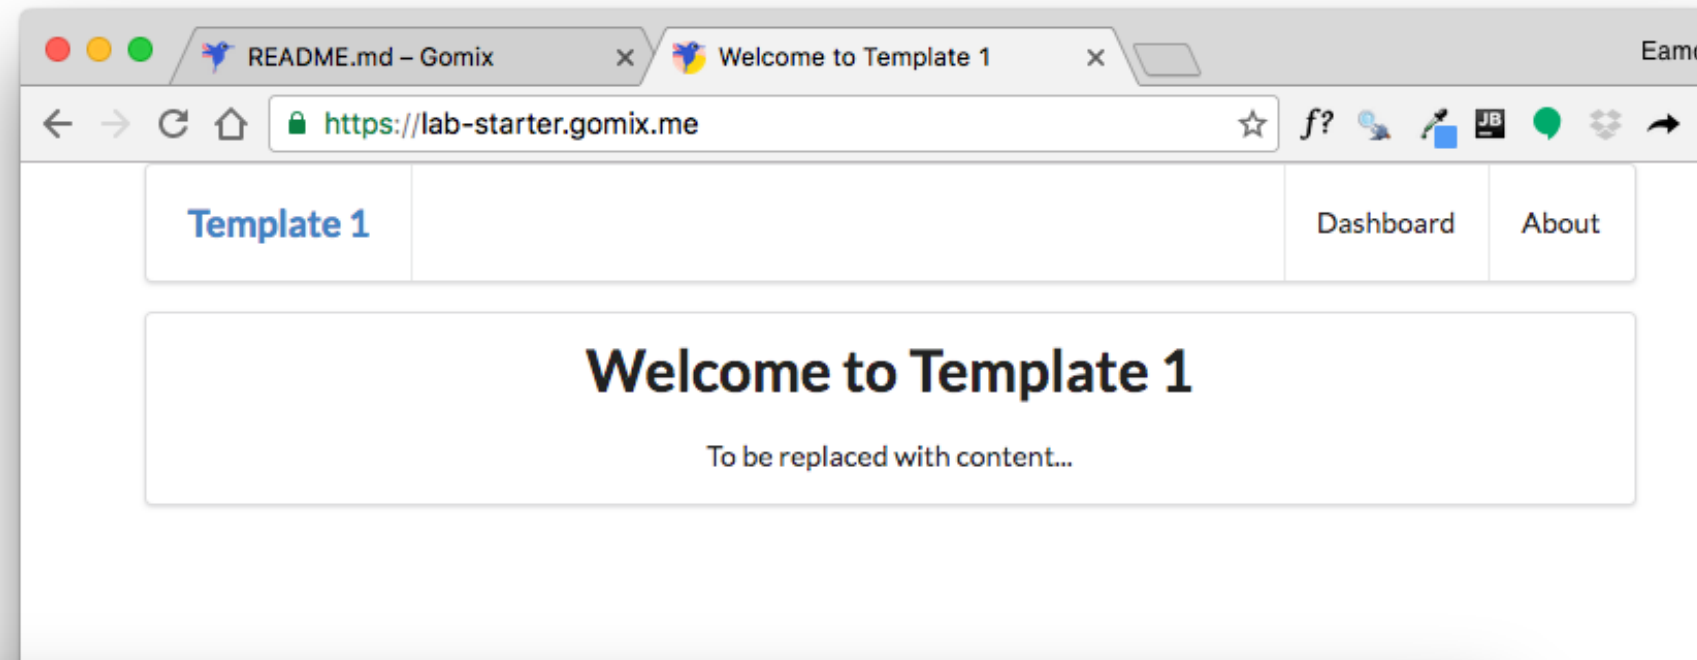 README.md – Gomix
Welcome to Template 1
https://lab-starter.gomix.me
f?
JB
Template 1
Dashboard
About
Welcome to Template 1
To be replaced with content...